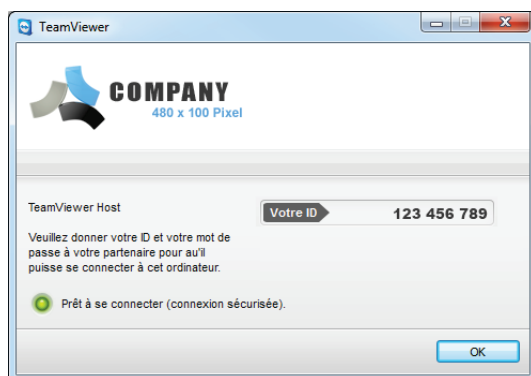 TeamViewer
COMPANY
480 x 100 Pixel
TeamViewer Host
Votre ID
123 456 789
Veuillez donner votre ID et votre mot de
passe à votre partenaire pour au'il
puisse se connecter à cet ordinateur.
Prêt à se connecter (connexion sécurisée).
OK